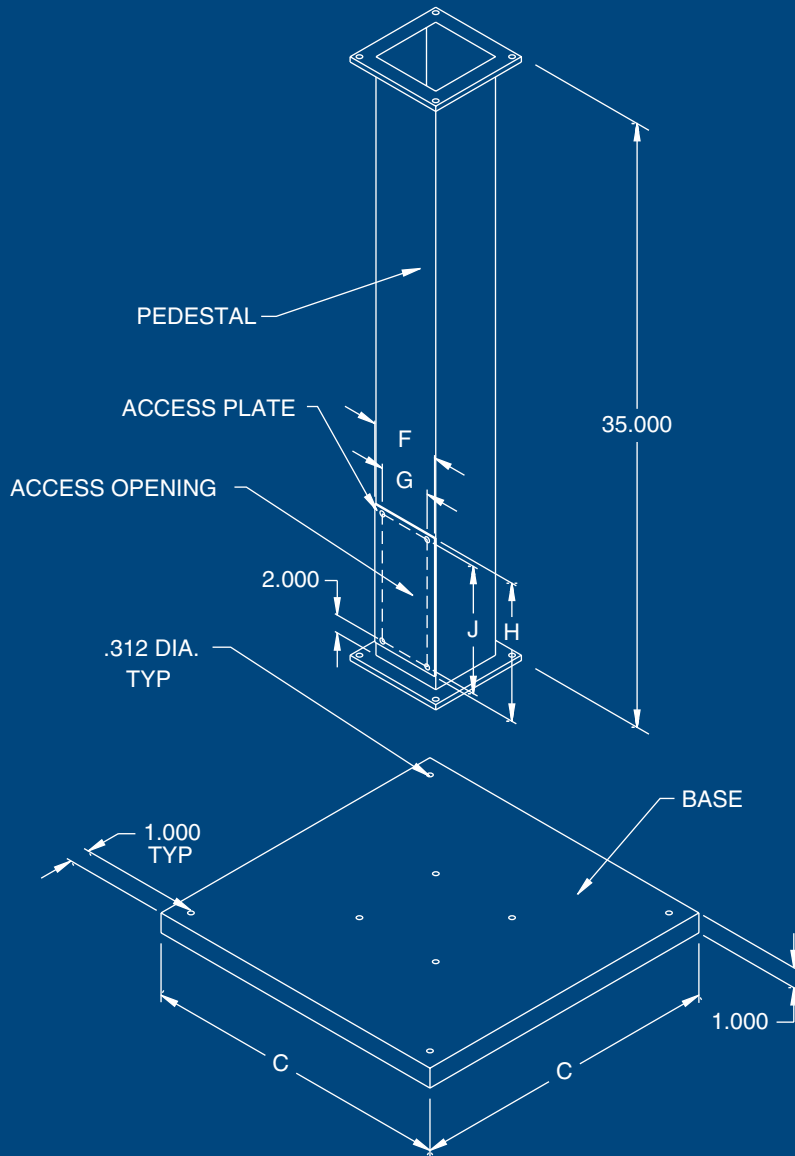 PEDESTAL
ACCESS PLATE
F
35.000
G
ACCESS OPENING
2.000
J
H
.312 DIA.
TYP
BASE
1.000
TYP
1.000
C
C